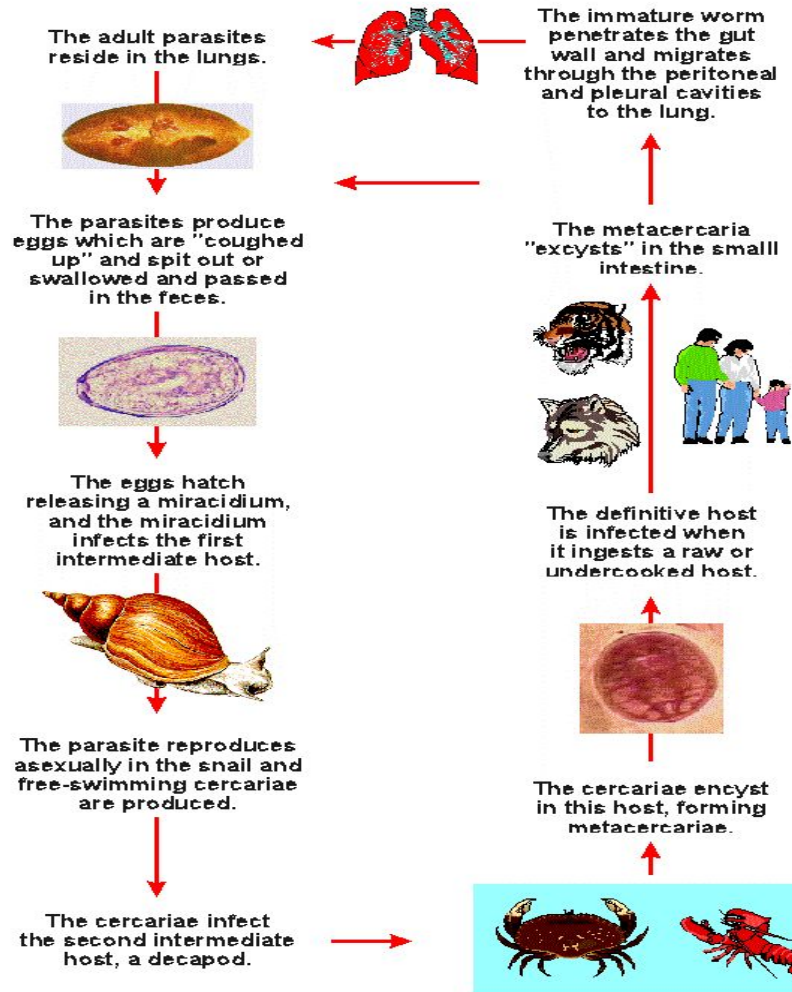 The adult parasites
reside in the lungs.
The parasites produce
eggs which are "coughed
up" and spit out or
swallowed and passed
in the feces.
The eggs hatch
releasing a miracidium,
and the miracidium
infects the first
intermediate host.
The parasite reproduces
asexually in the snail and
free-swimming cercariae
are produced.
The cercariae infect
the second intermediate
host, a decapod.
The cercariae encyst
in this host, forming
metacercariae.
The definitive host
is infected when
it ingests a raw or
undercooked host.
The metacercaria
"excysts" in the smalll
intestine.
The immature worm
penetrates the gut
wall and migrates
through the peritoneal
and pleural cavities
to the lung.